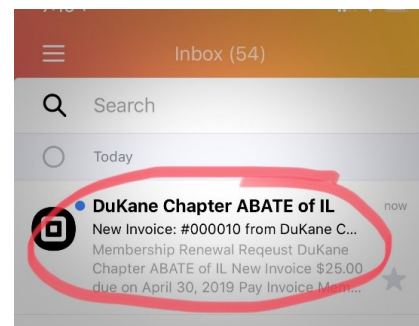 Inbox (54)
Search
Today
DuKane Chapter ABATE of IL
now
New Invoice: #000010 from DuKane C...
Membership Renewal Reqeust DuKane
Chapter ABATE of IL New Invoice $25.00
due on April 30, 2019 Pay Invoice Mem...